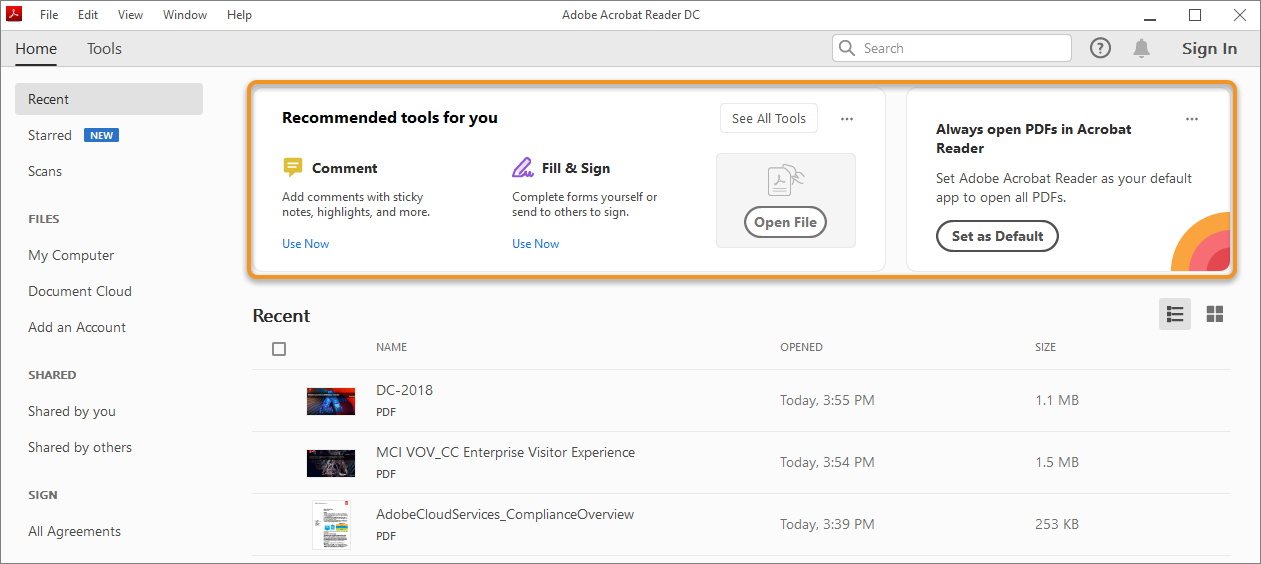 File Edit View Window Help
Adobe Acrobat Reader DC
Home Tools
Search
?
Sign In
Recent
Starred NEW
Scans
FILES
My Computer
Document Cloud
Add an Account
SHARED
Shared by you
Shared by others
SIGN
All Agreements
Recommended tools for you
See All Tools
Comment
Add comments with sticky
notes, highlights, and more.
Use Now
Fill & Sign
Complete forms yourself or
send to others to sign.
Use Now
Open File
Always open PDFs in Acrobat
Reader
Set Adobe Acrobat Reader as your default
app to open all PDFs.
Set as Default
Recent
NAME OPENED SIZE
DC-2018
PDF
Today, 3:55 PM
1.1 MB
MCI VOV_CC Enterprise Visitor Experience
PDF
Today, 3:54 PM
1.5 MB
AdobeCloudServices_ComplianceOverview
PDF
Today, 3:39 PM
253 KB